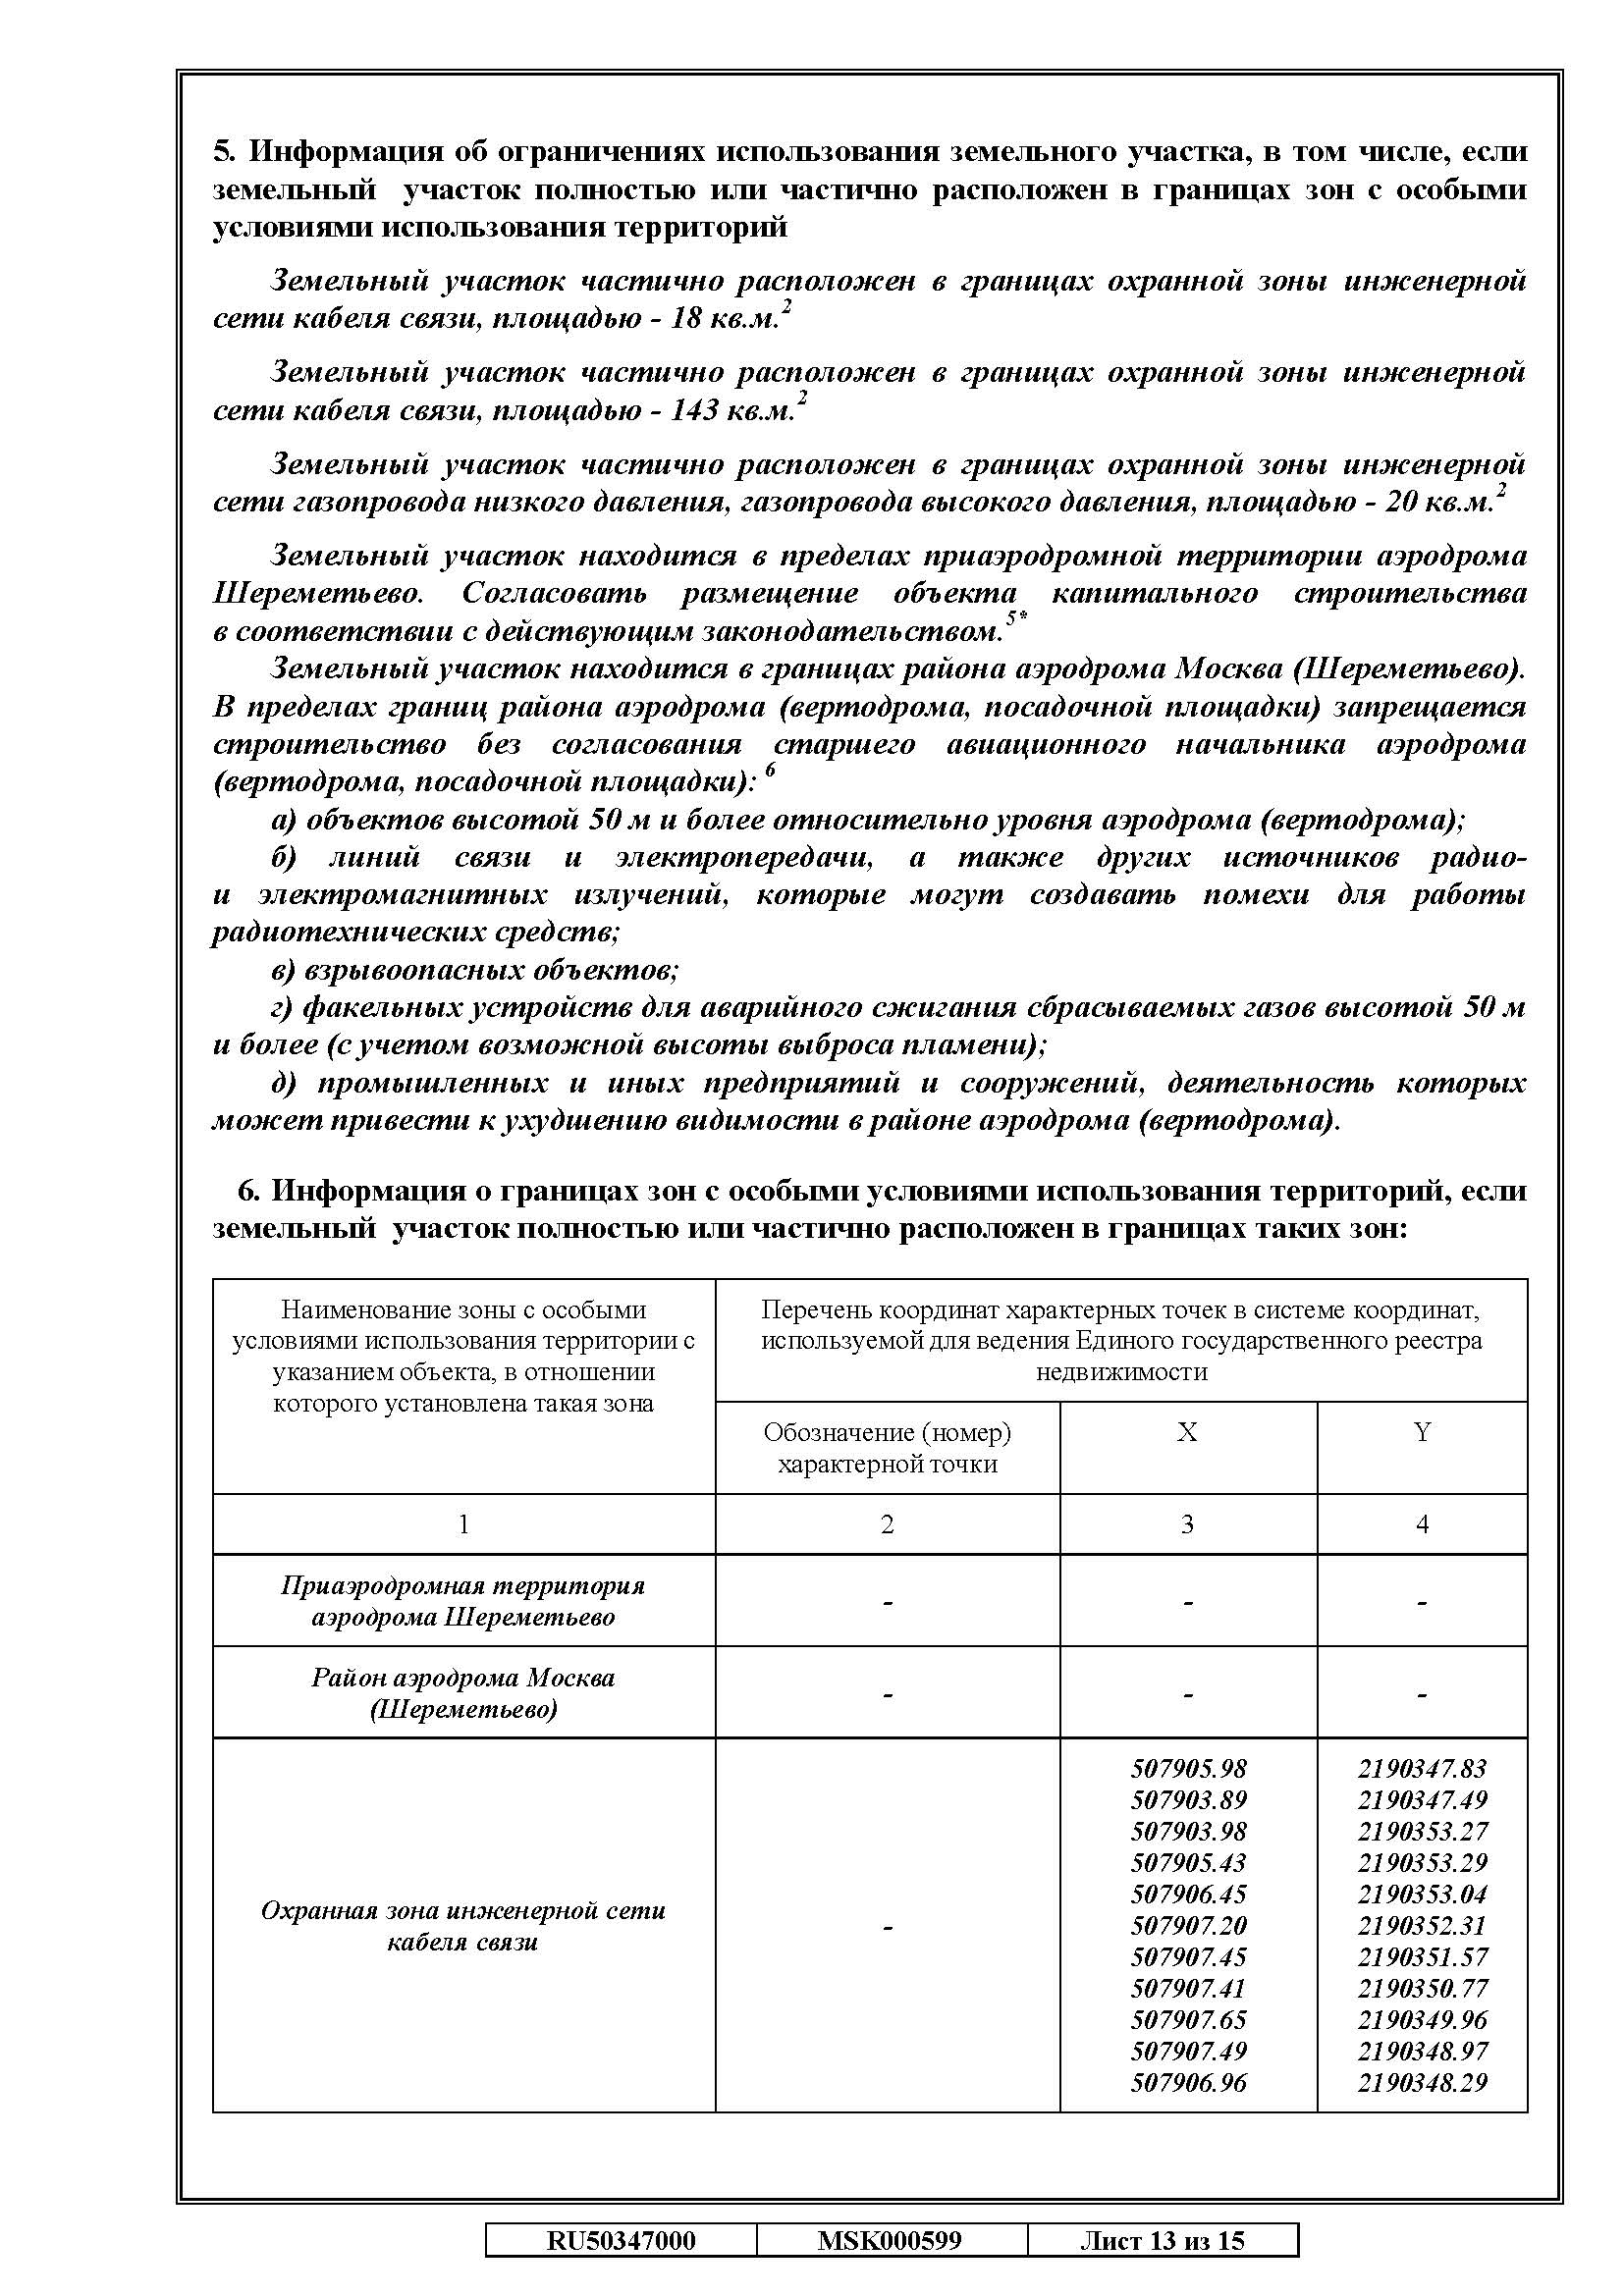 5. Информация об ограничениях использования земельного участка, в том числе, если
земельный участок полностью или частично расположен в границах зон с особыми
условиями использования территорий
Земельный участок частично расположен в границах охранной зоны инженерной
сети кабеля связи, площадью - 18 кв.м.2
Земельный участок частично расположен в границах охранной зоны инженерной
сети кабеля связи, площадью - 143 кв.м.2
Земельный участок частично расположен в границах охранной зоны инженерной
сети газопровода низкого давления, газопровода высокого давления, площадью - 20 кв.м.2
Земельный участок находится в пределах приаэродромной территории аэродрома
Шереметьево. Согласовать размещение объекта капитального строительства
в соответствии с действующим законодательством.5*
Земельный участок находится в границах района аэродрома Москва (Шереметьево).
В пределах границ района аэродрома (вертодрома, посадочной площадки) запрещается
строительство без согласования старшего авиационного начальника аэродрома
(вертодрома, посадочной площадки): 6
а) объектов высотой 50 м и более относительно уровня аэродрома (вертодрома);
б) линий связи и электропередачи, а также других источников радио-
и электромагнитных излучений, которые могут создавать помехи для работы
радиотехнических средств;
в) взрывоопасных объектов;
г) факельных устройств для аварийного сжигания сбрасываемых газов высотой 50 м
и более (с учетом возможной высоты выброса пламени);
д) промышленных и иных предприятий и сооружений, деятельность которых
может привести к ухудшению видимости в районе аэродрома (вертодрома).
6. Информация о границах зон с особыми условиями использования территорий, если
земельный участок полностью или частично расположен в границах таких зон:
Наименование зоны с особыми
условиями использования территории с
указанием объекта, в отношении
которого установлена такая зона
Перечень координат характерных точек в системе координат,
используемой для ведения Единого государственного реестра
недвижимости
Обозначение (номер)
характерной точки
X
Y
1 2 3 4
Приаэродромная территория
аэродрома Шереметьево
- - -
Район аэродрома Москва
(Шереметьево)
- - -
Охранная зона инженерной сети
кабеля связи
-
507905.98 2190347.83
507903.89 2190347.49
507903.98 2190353.27
507905.43 2190353.29
507906.45 2190353.04
507907.20 2190352.31
507907.45 2190351.57
507907.41 2190350.77
507907.65 2190349.96
507907.49 2190348.97
507906.96 2190348.29
RU50347000 MSK000599 Лист 13 из 15